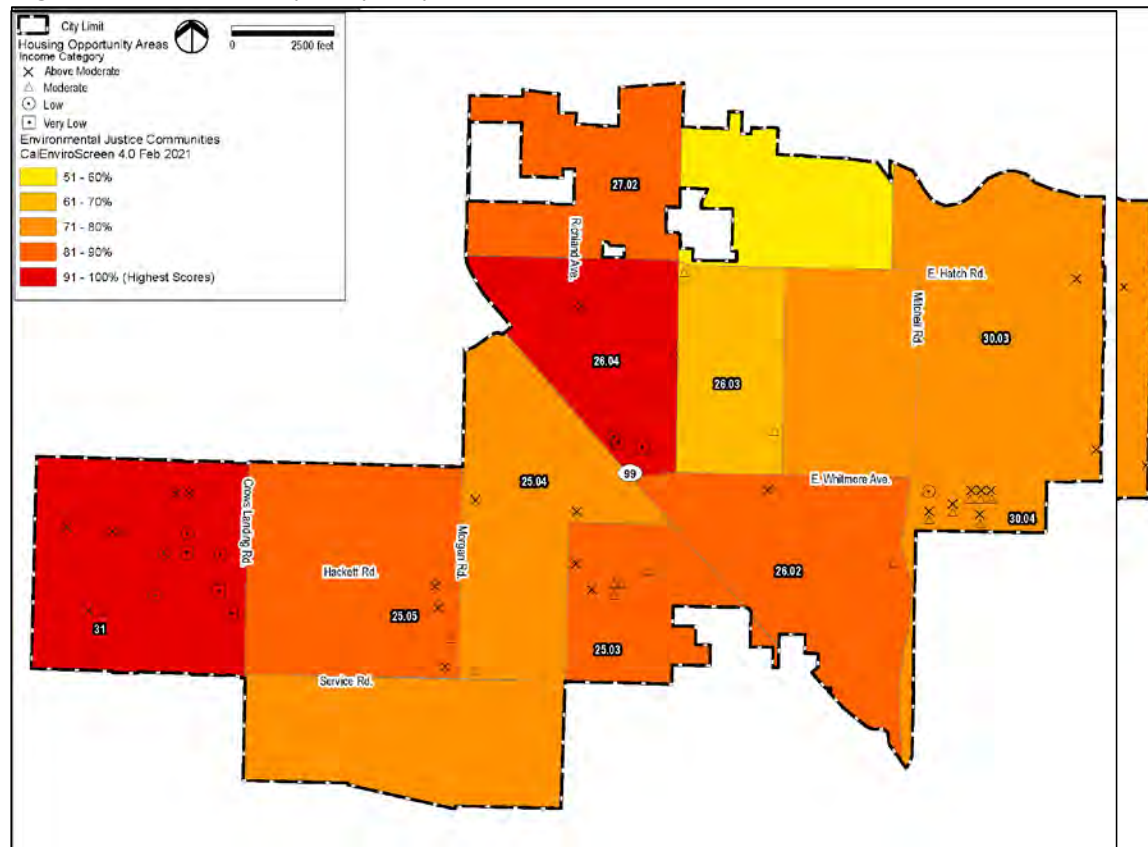 City Limit
0 2500 feet
Housing Opportunity Areas
Income Category
Above Moderate
Moderate
Low
Very Low
Environmental Justice Communities
CalEnviroScreen 4.0 Feb 2021
51 - 60%
61 - 70%
71 - 80%
81 - 90%
91 - 100% (Highest Scores)
27.02
Richland Ave.
E. Hatch Rd.
Mitchell Rd.
30.03
26.04
26.03
99
E. Whitmore Ave.
25.04
Crows Landing Rd.
Morgan Rd.
30.04
Hackett Rd.
26.02
25.05
31
25.03
Service Rd.